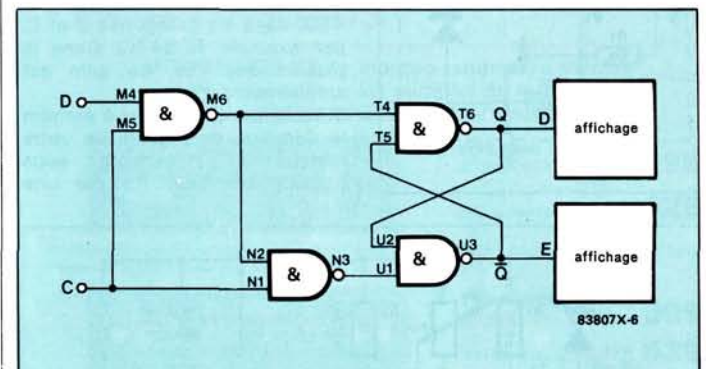 D
M4
M5
&
M6
T4
T5
&
T6
Q
D
affichage
C
N2
N1
&
N3
U2
U1
&
U3
Q̅
E
affichage
83807X-6